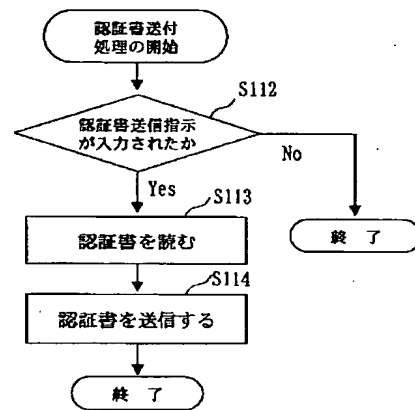 認証書送付
処理の開始
S112
認証書送信指示
が入力されたか
No
Yes
S113
認証書を読む
終 了
S114
認証書を送信する
終 了